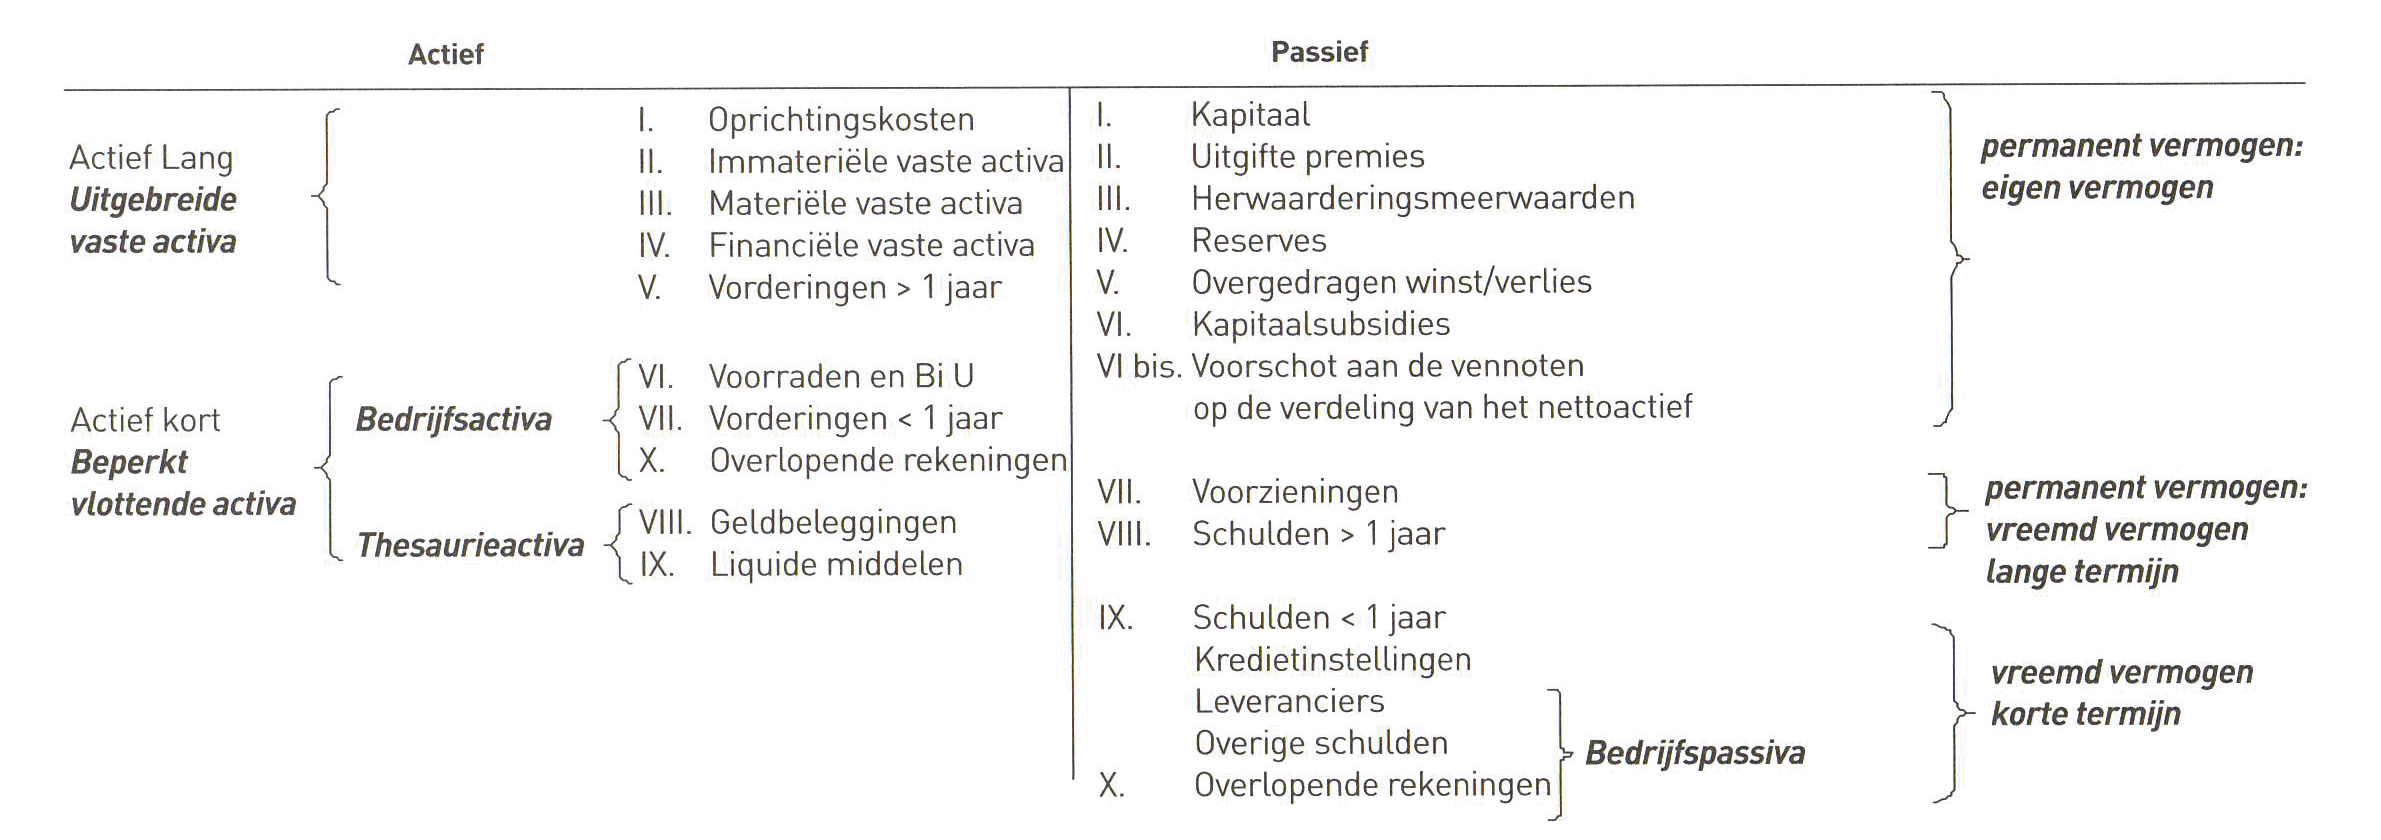 Actief
Passief
Actief Lang
Uitgebreide
vaste activa
I. Oprichtingskosten
II. Immateriële vaste activa
III. Materiële vaste activa
IV. Financiële vaste activa
V. Vorderingen > 1 jaar
Actief kort
Beperkt
vlottende activa
Bedrijfsactiva
VI. Voorraden en Bi U
VII. Vorderingen < 1 jaar
X. Overlopende rekeningen
Thesaurieactiva
VIII. Geldbeleggingen
IX. Liquide middelen
I. Kapitaal
II. Uitgifte premies
III. Herwaarderingsmeerwaarden
IV. Reserves
V. Overgedragen winst/verlies
VI. Kapitaalsubsidies
VI bis. Voorschot aan de vennoten
op de verdeling van het nettoactief
permanent vermogen:
eigen vermogen
VII. Voorzieningen
VIII. Schulden > 1 jaar
permanent vermogen:
vreemd vermogen
lange termijn
IX. Schulden < 1 jaar
Kredietinstellingen
Leveranciers
Overige schulden
X. Overlopende rekeningen
Bedrijfspassiva
vreemd vermogen
korte termijn